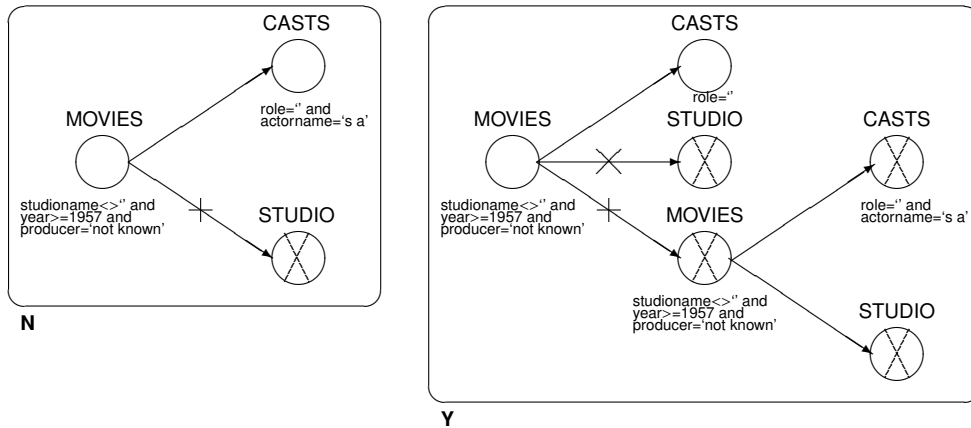 CASTS
role=‘’ and
actorname=‘s a’
MOVIES
studioname<>‘’ and
year>=1957 and
producer=‘not known’
STUDIO
N
CASTS
role=‘’
MOVIES
STUDIO
CASTS
studioname<>‘’ and
year>=1957 and
producer=‘not known’
MOVIES
role=‘’ and
actorname=‘s a’
studioname<>‘’ and
year>=1957 and
producer=‘not known’
STUDIO
Y